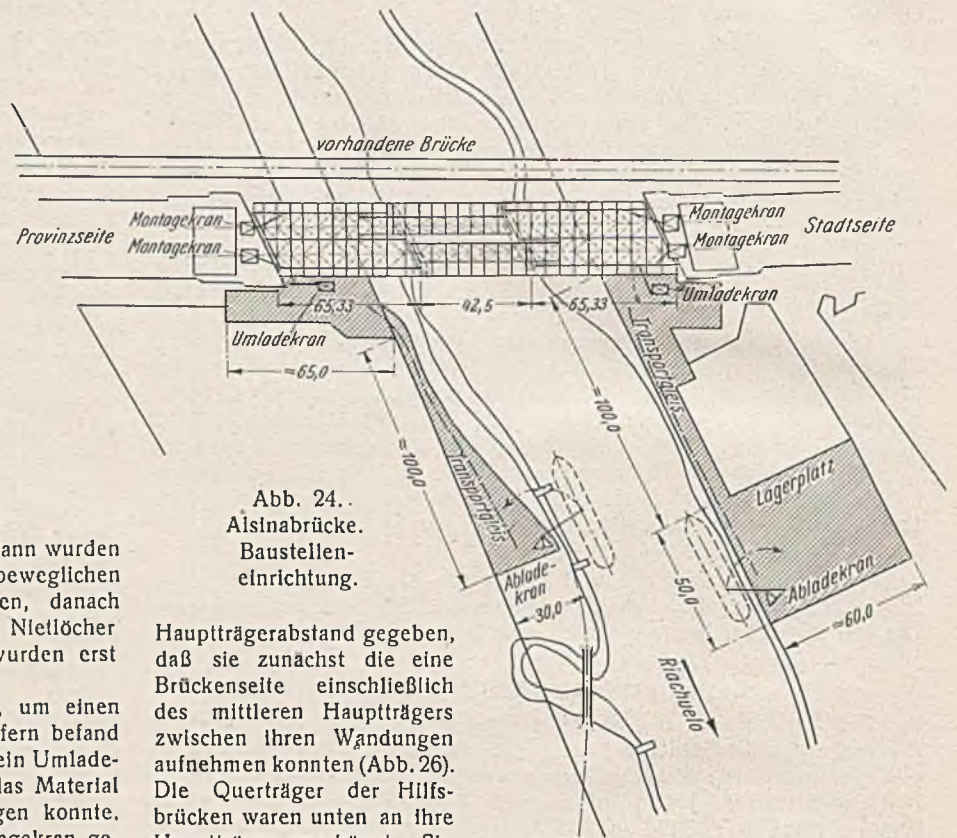 vorhandene Brücke
Montagekran
Montagekran
Provinzseite
Montagekran
Montagekran
Stadtseite
65,33
42,5
65,33
Umladekran
Umladekran
≈65,0
Transportgleis
≈100,0
≈100,0
Transportgleis
Lagerplatz
Ablade-
kran
30,0
Abladekran
50,0
≈60,0
Riachuelo
Abb. 24..
Alsinabrücke.
Baustellen-
einrichtung.
ann wurden
beweglichen
en, danach
Nietlöcher
wurden erst
, um einen
fern befand
ein Umlade-
das Material
gen konnte.
Hauptträgerabstand gegeben,
daß sie zunächst die eine
Brückenseite einschließlich
des mittleren Hauptträgers
zwischen ihren Wandungen
aufnehmen konnten (Abb. 26).
Die Querträger der Hilfs-
brücken waren unten an ihre